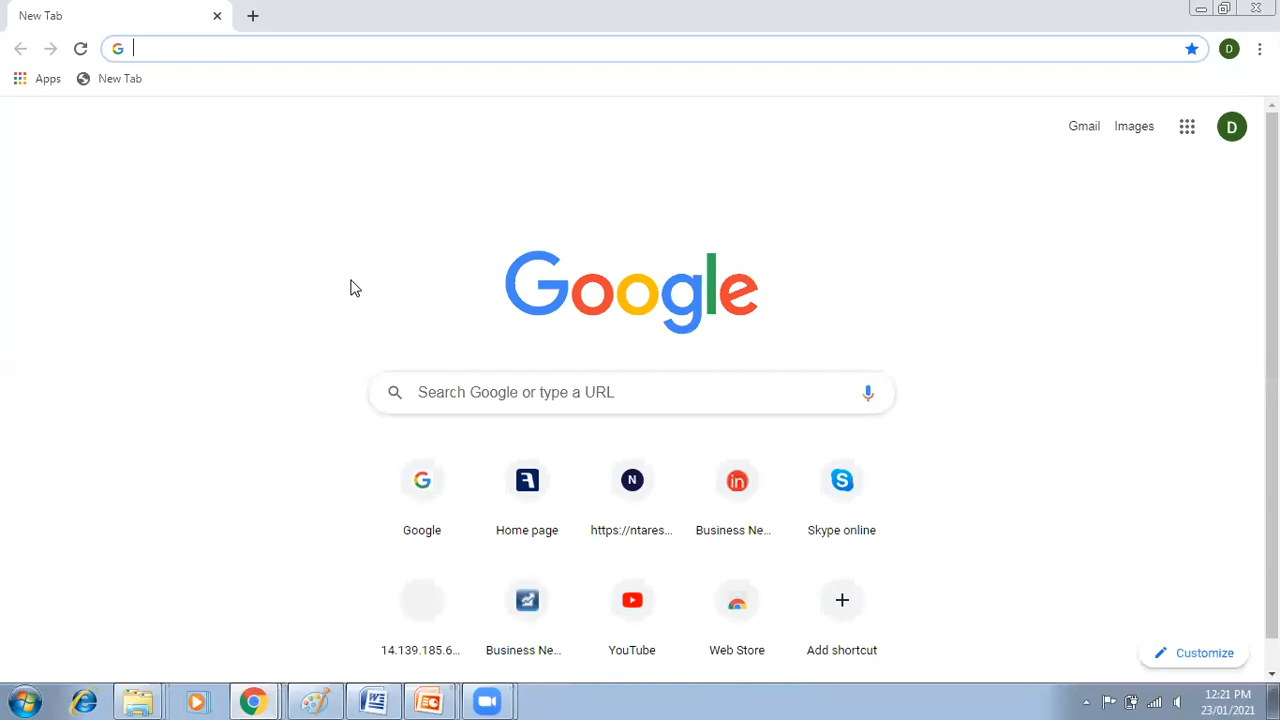 New Tab
Apps
New Tab
Gmail
Images
D
D
Google
Search Google or type a URL
Google
Home page
https://ntares...
Business Ne...
Skype online
14.139.185.6...
Business Ne...
YouTube
Web Store
Add shortcut
Customize
12:21 PM
23/01/2021